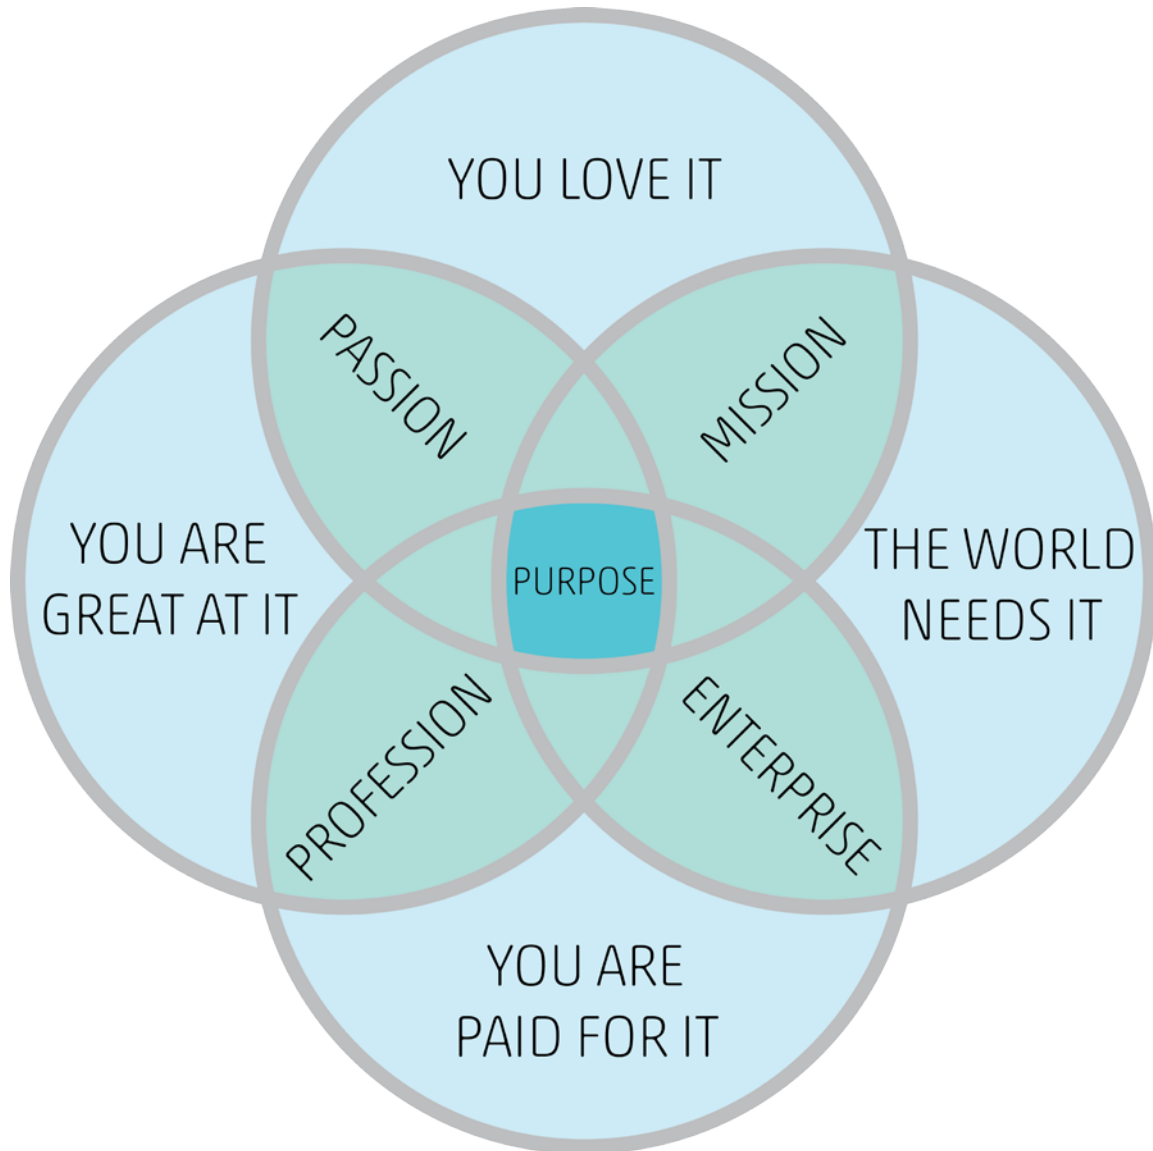 YOU LOVE IT
PASSION
MISSION
YOU ARE
GREAT AT IT
PURPOSE
THE WORLD
NEEDS IT
PROFESSION
ENTERPRISE
YOU ARE
PAID FOR IT